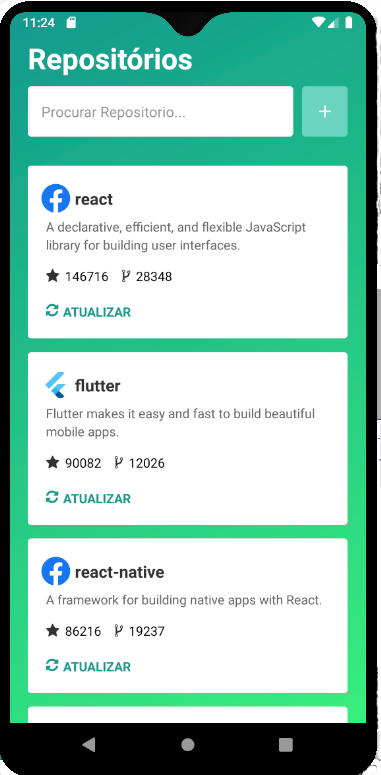 11:24
Repositórios
Procurar Repositorio...
+
react
A declarative, efficient, and flexible JavaScript
library for building user interfaces.
146716 28348
ATUALIZAR
flutter
Flutter makes it easy and fast to build beautiful
mobile apps.
90082 12026
ATUALIZAR
react-native
A framework for building native apps with React.
86216 19237
ATUALIZAR